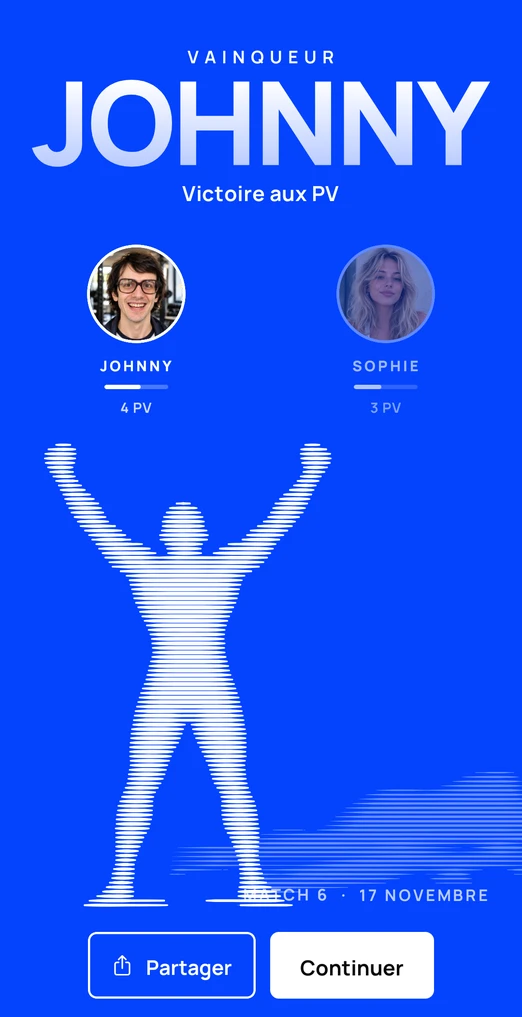 VAINQUEUR
JOHNNY
Victoire aux PV
JOHNNY
SOPHIE
4 PV
3 PV
MATCH 6 · 17 NOVEMBRE
Partager
Continuer